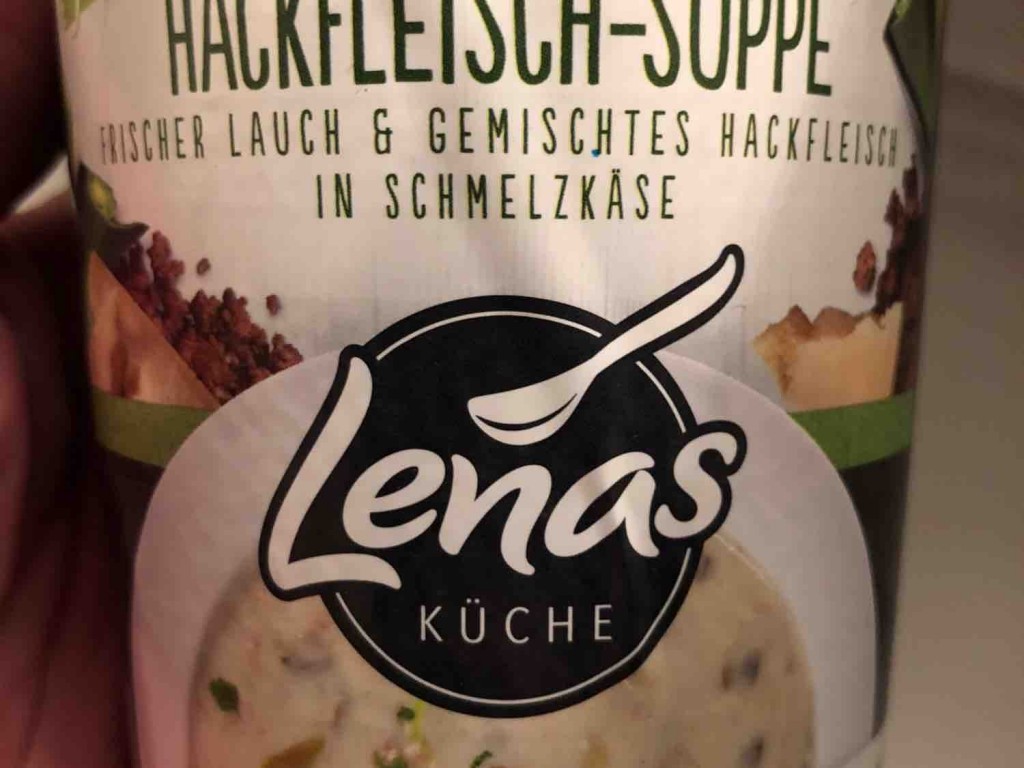 HACKFLEISCH-SUPPE
FRISCHER LAUCH & GEMISCHTES HACKFLEISCH
IN SCHMELZKÄSE
Lenas
KÜCHE